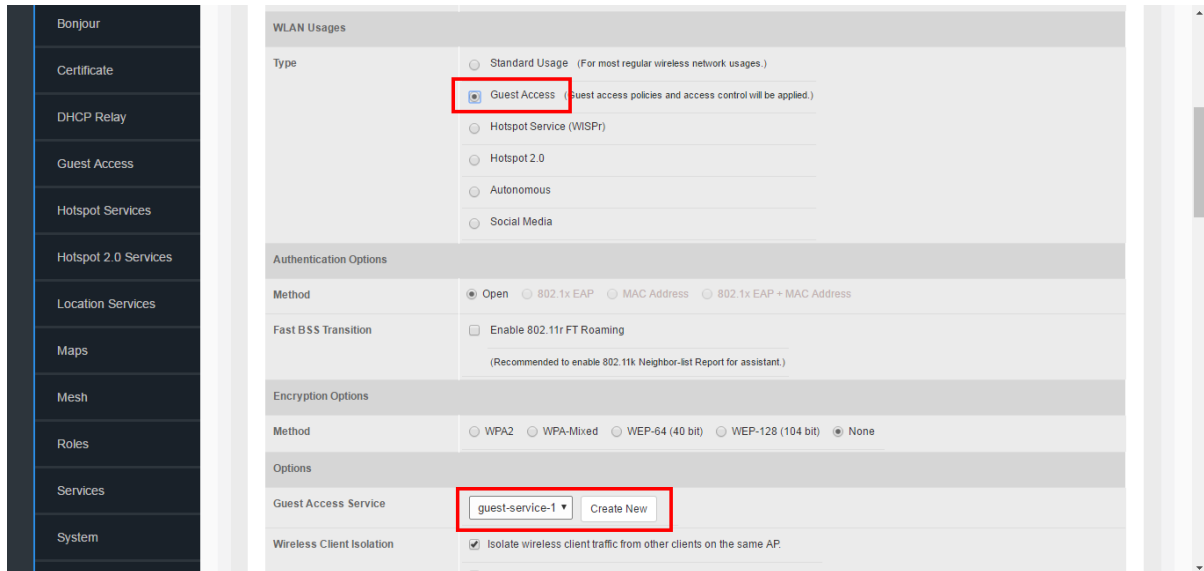 Bonjour
Certificate
DHCP Relay
Guest Access
Hotspot Services
Hotspot 2.0 Services
Location Services
Maps
Mesh
Roles
Services
System
WLAN Usages
Type
Standard Usage (For most regular wireless network usages.)
Guest Access (Guest access policies and access control will be applied.)
Hotspot Service (WISPr)
Hotspot 2.0
Autonomous
Social Media
Authentication Options
Method Open 802.1x EAP MAC Address 802.1x EAP + MAC Address
Fast BSS Transition Enable 802.11r FT Roaming
(Recommended to enable 802.11k Neighbor-list Report for assistant.)
Encryption Options
Method WPA2 WPA-Mixed WEP-64 (40 bit) WEP-128 (104 bit) None
Options
Guest Access Service guest-service-1 Create New
Wireless Client Isolation Isolate wireless client traffic from other clients on the same AP.